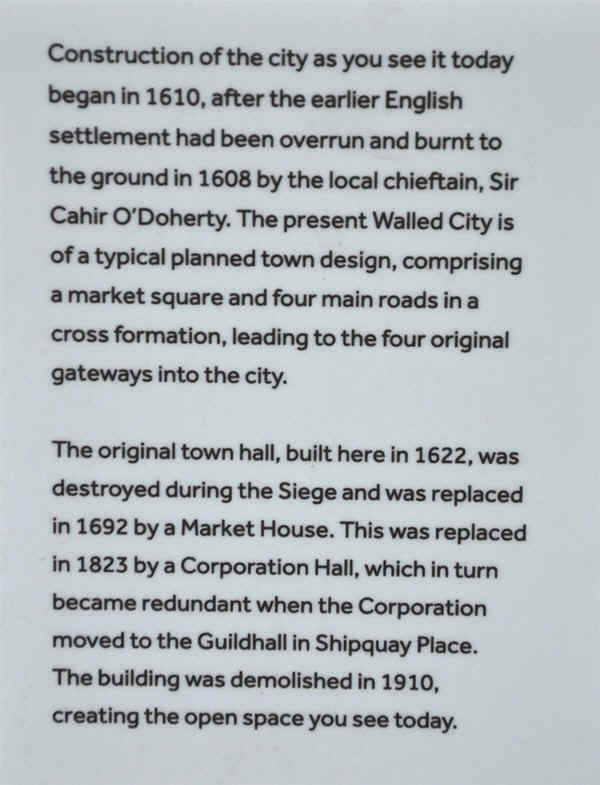 Construction of the city as you see it today
began in 1610, after the earlier English
settlement had been overrun and burnt to
the ground in 1608 by the local chieftain, Sir
Cahir O'Doherty. The present Walled City is
of a typical planned town design, comprising
a market square and four main roads in a
cross formation, leading to the four original
gateways into the city.

The original town hall, built here in 1622, was
destroyed during the Siege and was replaced
in 1692 by a Market House. This was replaced
in 1823 by a Corporation Hall, which in turn
became redundant when the Corporation
moved to the Guildhall in Shipquay Place.
The building was demolished in 1910,
creating the open space you see today.